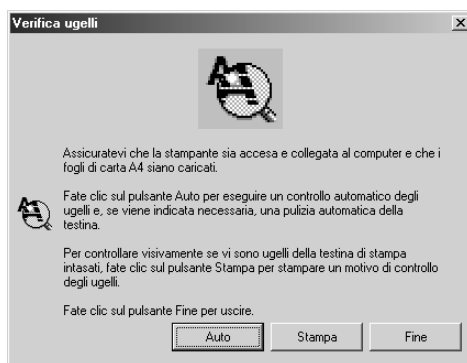 Verifica ugelli
Assicuratevi che la stampante sia accesa e collegata al computer e che i
fogli di carta A4 siano caricati.
Fate clic sul pulsante Auto per eseguire un controllo automatico degli
ugelli e, se viene indicata necessaria, una pulizia automatica della
testina.
Per controllare visivamente se vi sono ugelli della testina di stampa
intasati, fate clic sul pulsante Stampa per stampare un motivo di controllo
degli ugelli.
Fate clic sul pulsante Fine per uscire.
Auto Stampa Fine